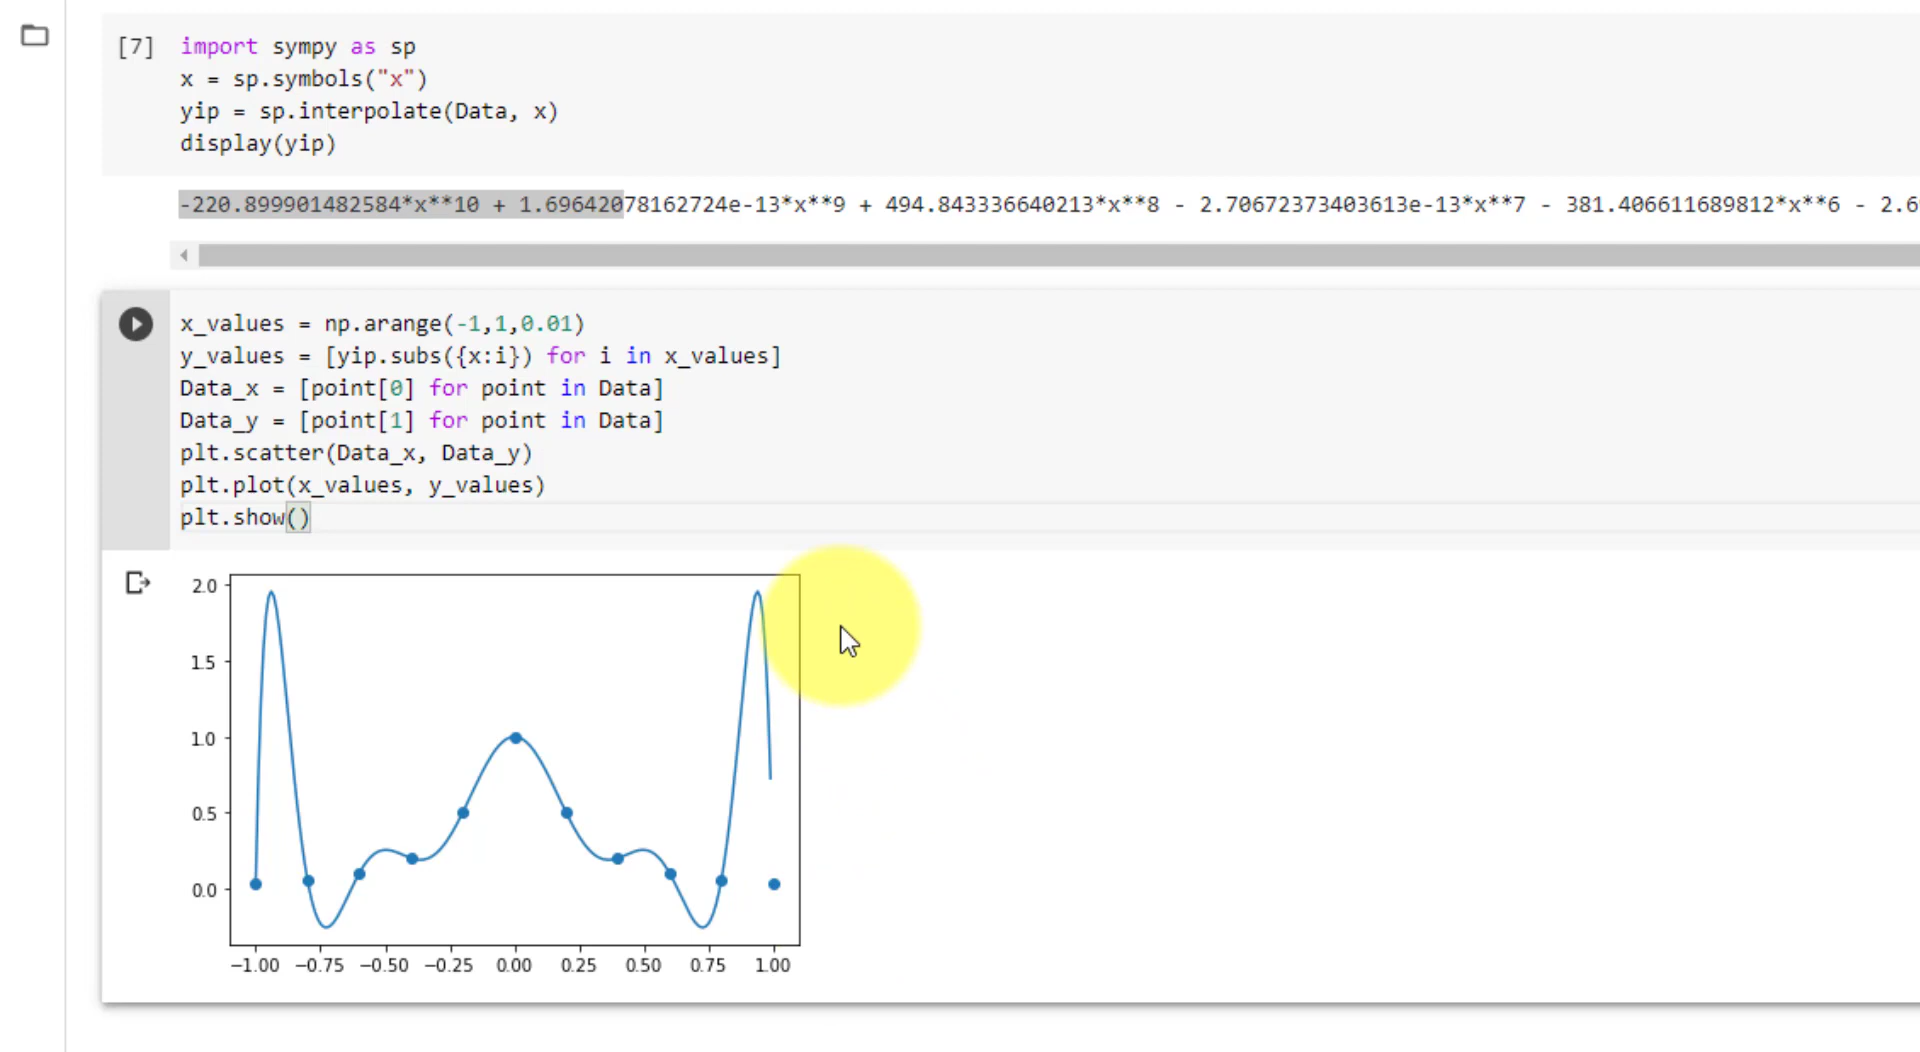 [7] import sympy as sp
x = sp.symbols("x")
yip = sp.interpolate(Data, x)
display(yip)
-220.899901482584*x**10 + 1.69642078162724e-13*x**9 + 494.843336640213*x**8 - 2.70672373403613e-13*x**7 - 381.406611689812*x**6 - 2.6
x_values = np.arange(-1,1,0.01)
y_values = [yip.subs({x:i}) for i in x_values]
Data_x = [point[0] for point in Data]
Data_y = [point[1] for point in Data]
plt.scatter(Data_x, Data_y)
plt.plot(x_values, y_values)
plt.show()
2.0
1.5
1.0
0.5
0.0
−1.00 −0.75 −0.50 −0.25 0.00 0.25 0.50 0.75 1.00